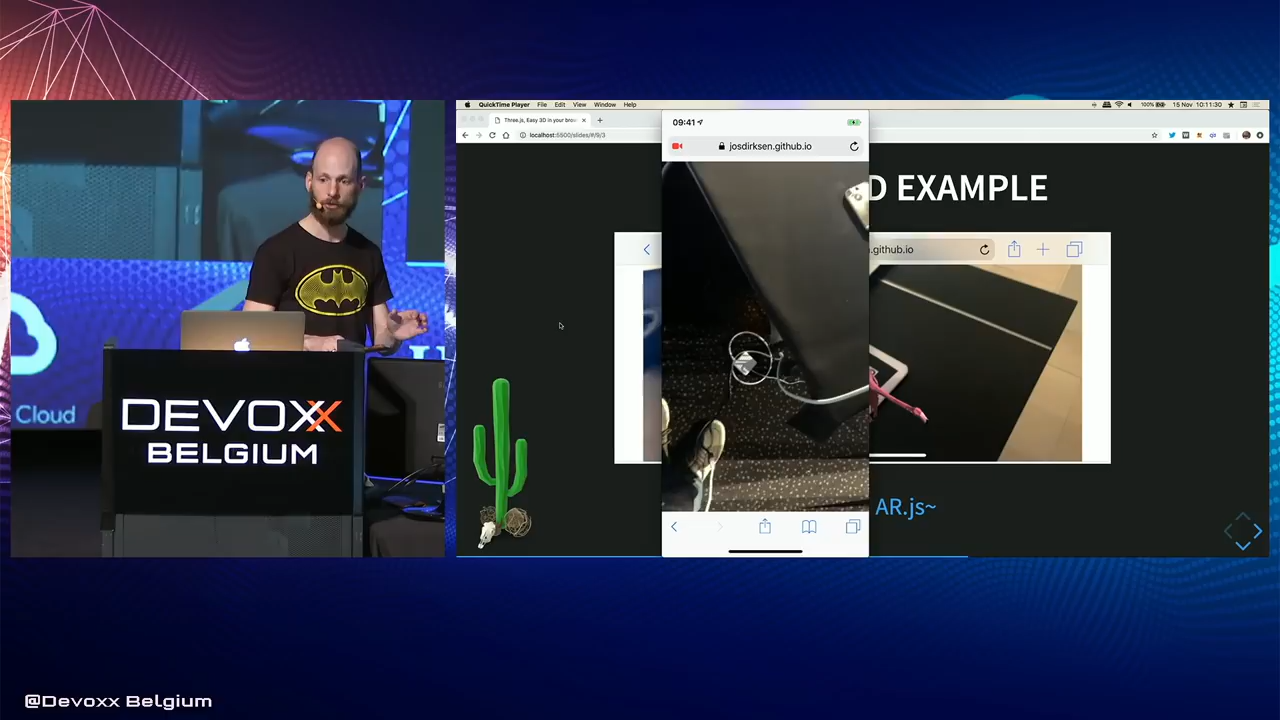 QuickTime Player File Edit View Window Help
100% 15 Nov 10:11:30
Three.js, Easy 3D in your brow
localhost:5500/slides/#/9/3
09:41
josdirksen.github.io
D EXAMPLE
.github.io
AR.js~
Cloud
DEVOXX
BELGIUM
@Devoxx Belgium